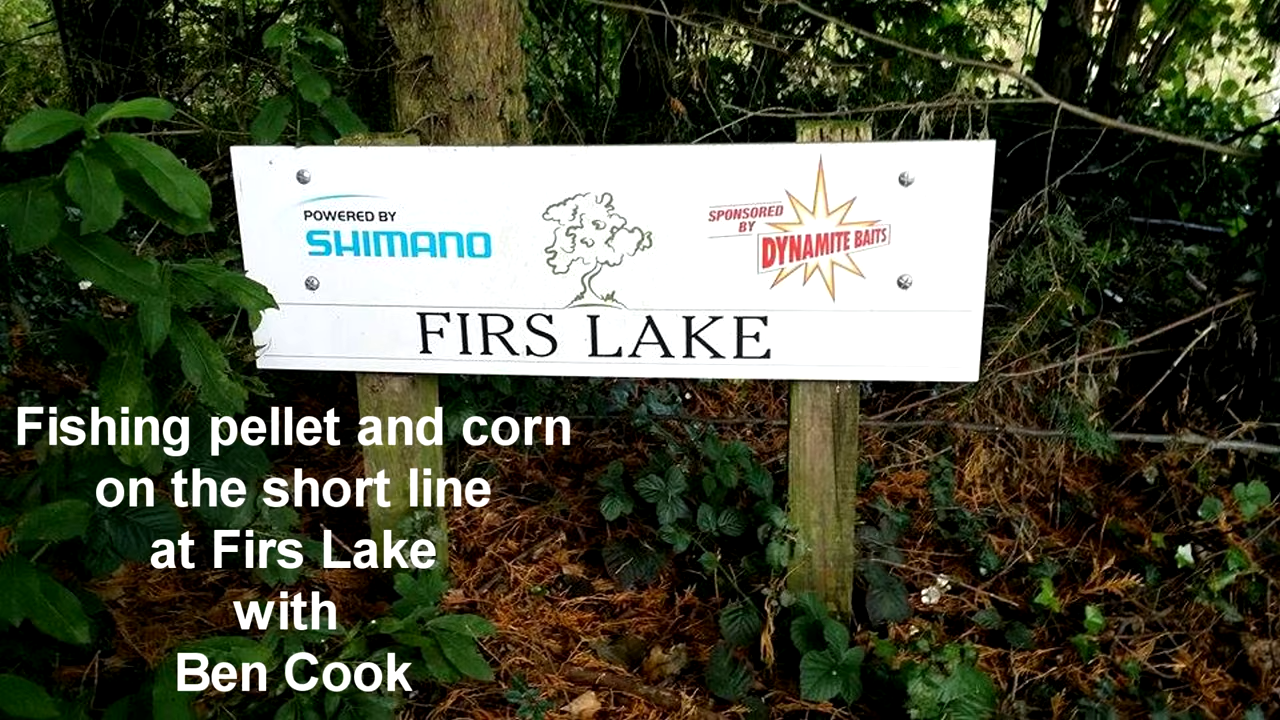 POWERED BY
SHIMANO
SPONSORED
BY
DYNAMITE BAITS
FIRS LAKE
Fishing pellet and corn
on the short line
at Firs Lake
with
Ben Cook